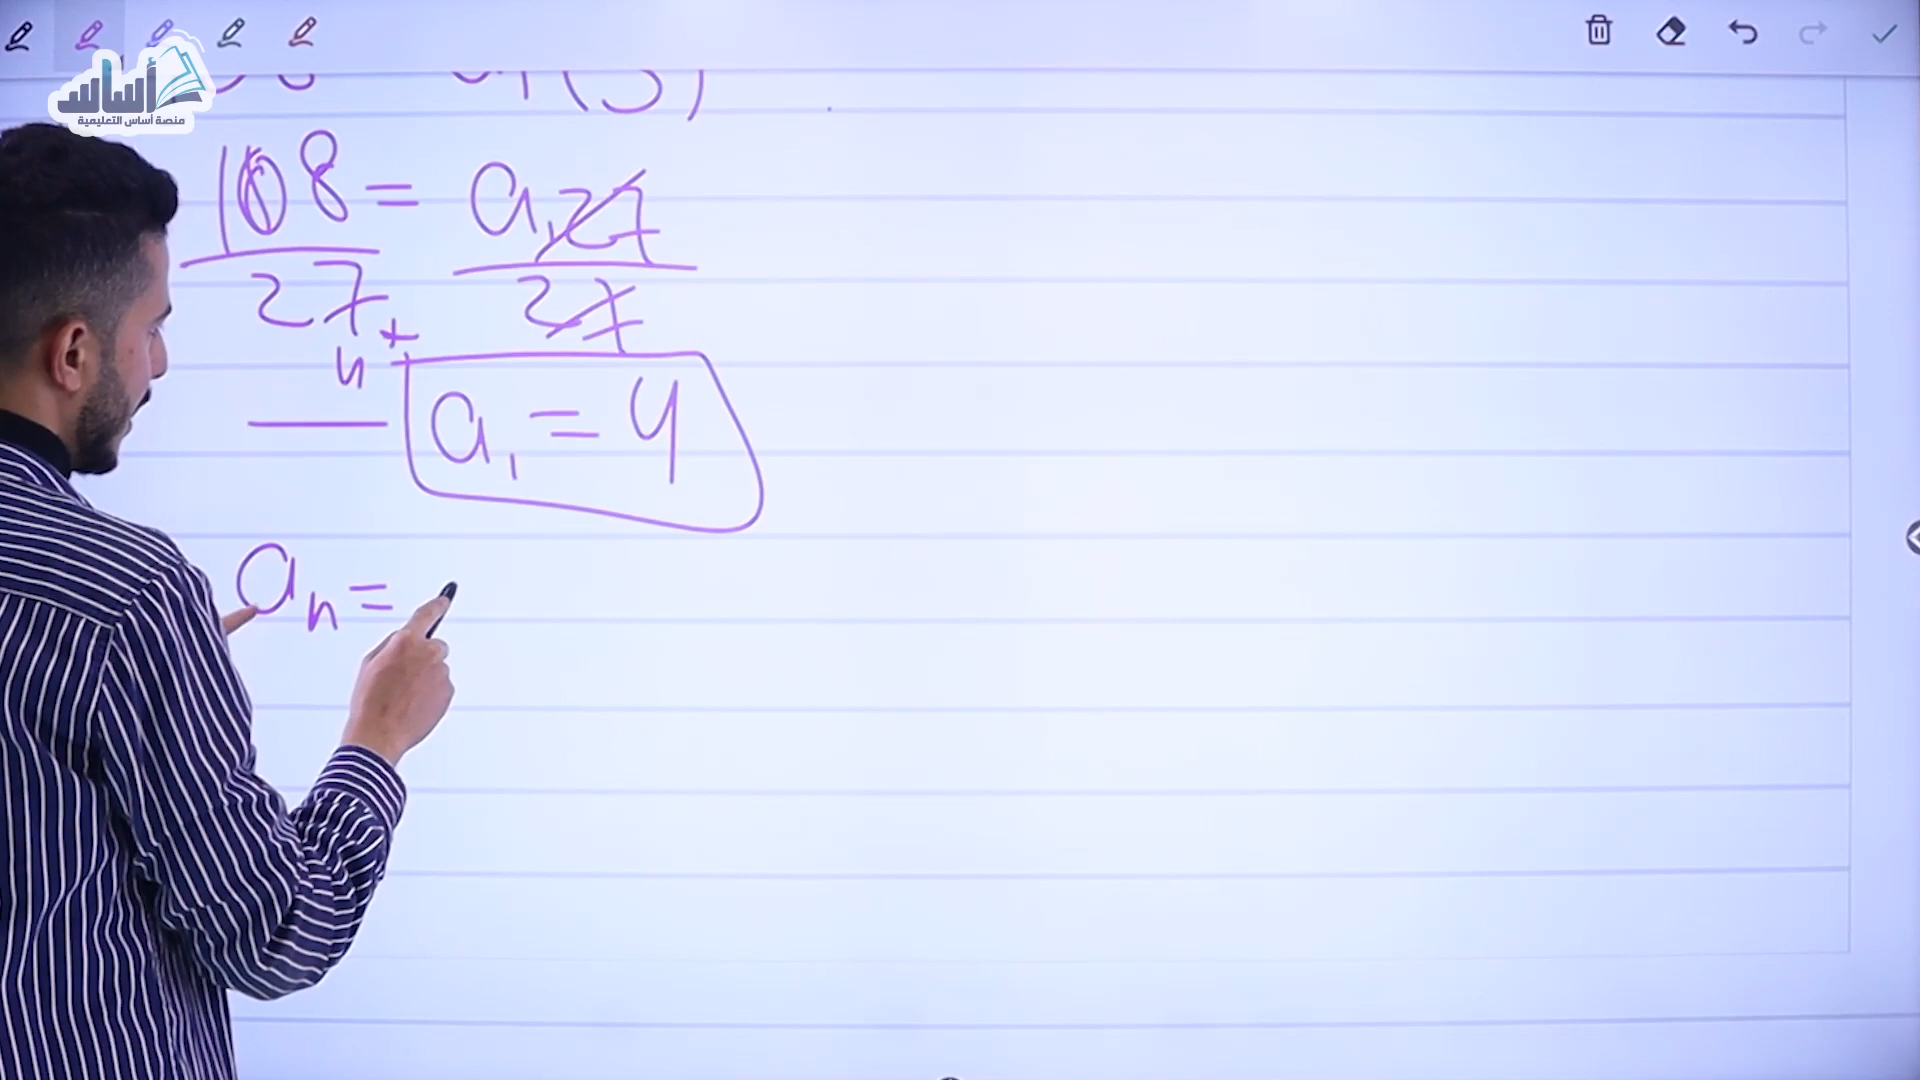 أساس
منصة أساس التعليمية
108 = a₁27
27 27
4
a₁ = 4
aₙ =